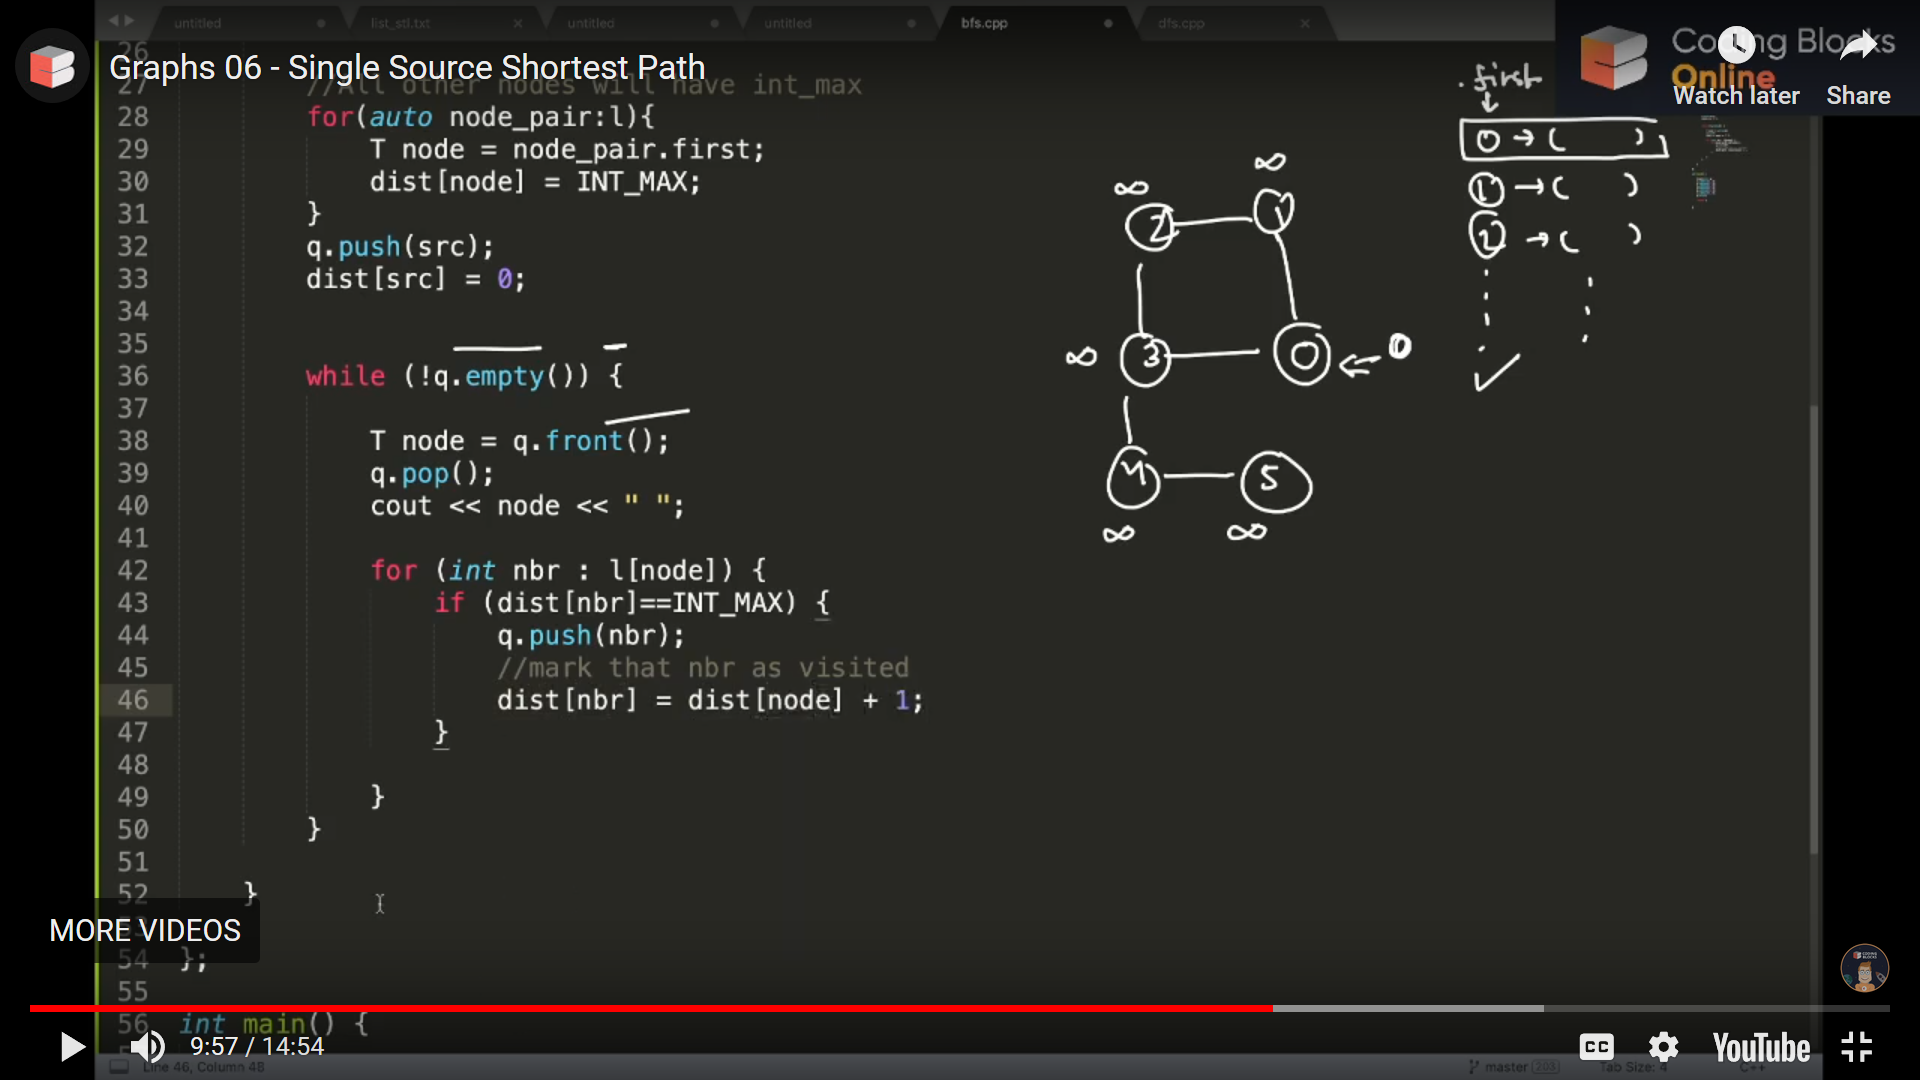 untitled
list_stl.txt
untitled
untitled
bfs.cpp
dfs.cpp
Graphs 06 - Single Source Shortest Path
Coding Blocks
Online
Watch later
Share
26
27 //All other nodes will have int_max
28 for(auto node_pair:l){
29 T node = node_pair.first;
30 dist[node] = INT_MAX;
31 }
32 q.push(src);
33 dist[src] = 0;
34
35
36 while (!q.empty()) {
37
38 T node = q.front();
39 q.pop();
40 cout << node << " ";
41
42 for (int nbr : l[node]) {
43 if (dist[nbr]==INT_MAX) {
44 q.push(nbr);
45 //mark that nbr as visited
46 dist[nbr] = dist[node] + 1;
47 }
48
49 }
50 }
51
52 }
53
54 };
55
56 int main() {
.first
0 → ( )
1 → ( )
2 → ( )
∞ ∞
2 1
∞ 3 0 ← 0
4 5
∞ ∞
MORE VIDEOS
9:57 / 14:54
CC
YouTube
Line 46, Column 48
master 203
Tab Size: 4
C++